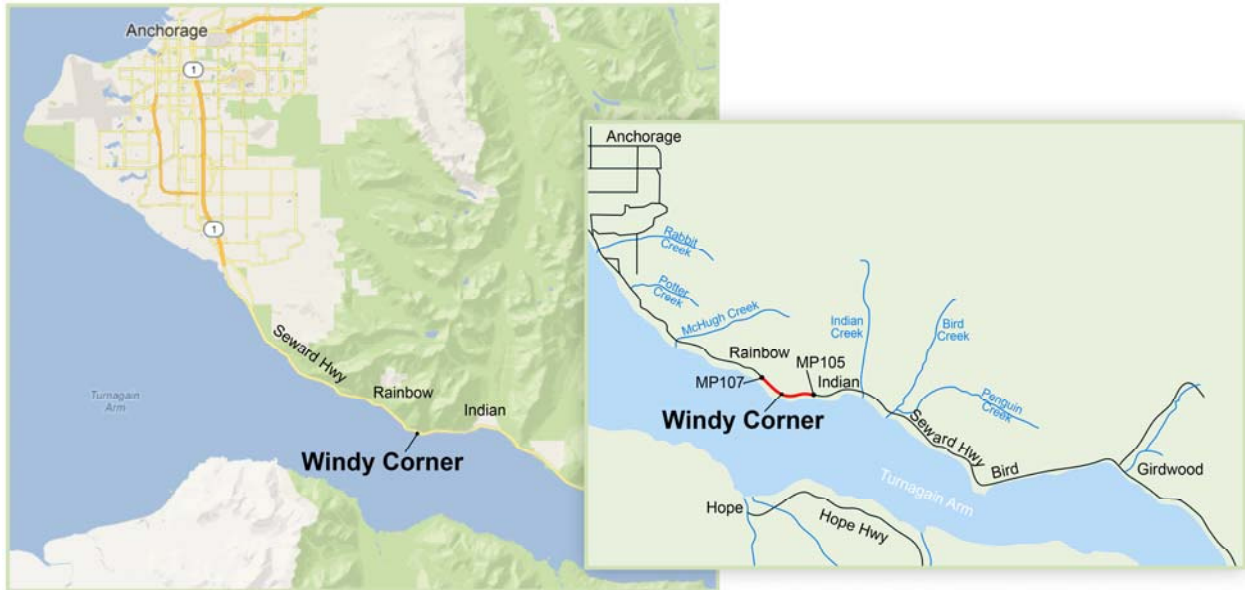 Anchorage
1
1
Seward Hwy
Turnagain
Arm
Rainbow
Indian
Windy Corner
Anchorage
Rabbit
Creek
Potter
Creek
McHugh Creek
Indian
Creek
Bird
Creek
Penguin
Creek
Rainbow
MP105
MP107
Indian
Windy Corner
Seward Hwy
Bird
Girdwood
Turnagain Arm
Hope
Hope Hwy